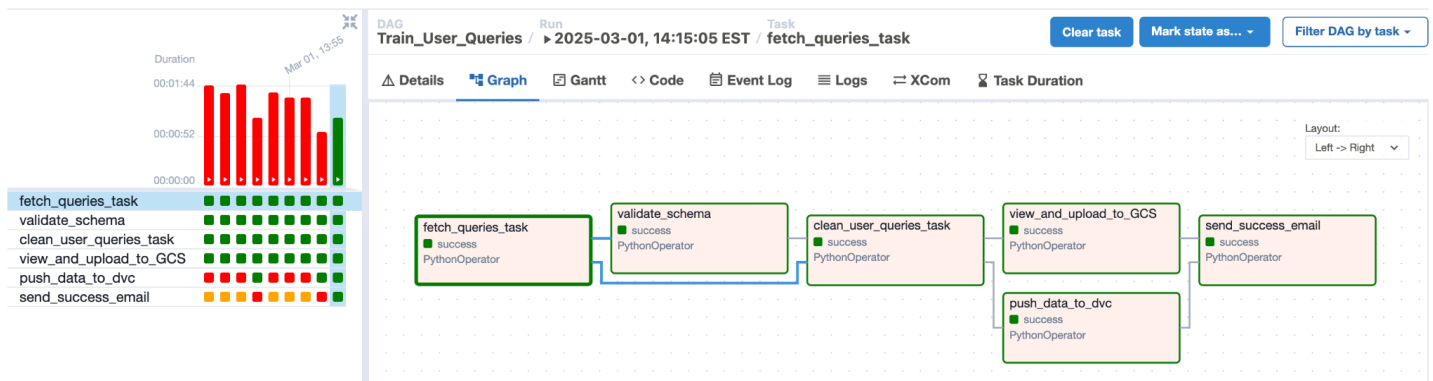 DAG
Train_User_Queries /
Run
2025-03-01, 14:15:05 EST /
Task
fetch_queries_task
Clear task
Mark state as...
Filter DAG by task
Details
Graph
Gantt
Code
Event Log
Logs
XCom
Task Duration
Duration
Mar 01, 13:55
00:01:44
00:00:52
00:00:00
fetch_queries_task
validate_schema
clean_user_queries_task
view_and_upload_to_GCS
push_data_to_dvc
send_success_email
Layout:
Left -> Right
fetch_queries_task
success
PythonOperator
validate_schema
success
PythonOperator
clean_user_queries_task
success
PythonOperator
view_and_upload_to_GCS
success
PythonOperator
push_data_to_dvc
success
PythonOperator
send_success_email
success
PythonOperator